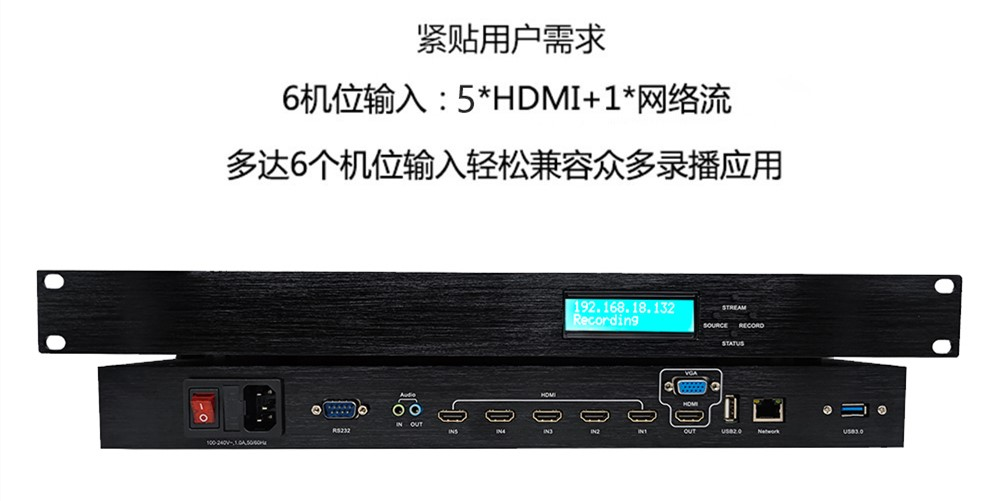 紧贴用户需求
6机位输入：5*HDMI+1*网络流
多达6个机位输入轻松兼容众多录播应用
192.168.18.132
Recording
STREAM
SOURCE RECORD
STATUS
100-240V~,1.0A,50/60Hz
RS232
Audio
IN OUT
HDMI
IN5 IN4 IN3 IN2 IN1
VGA
HDMI
OUT
USB2.0
Network
USB3.0